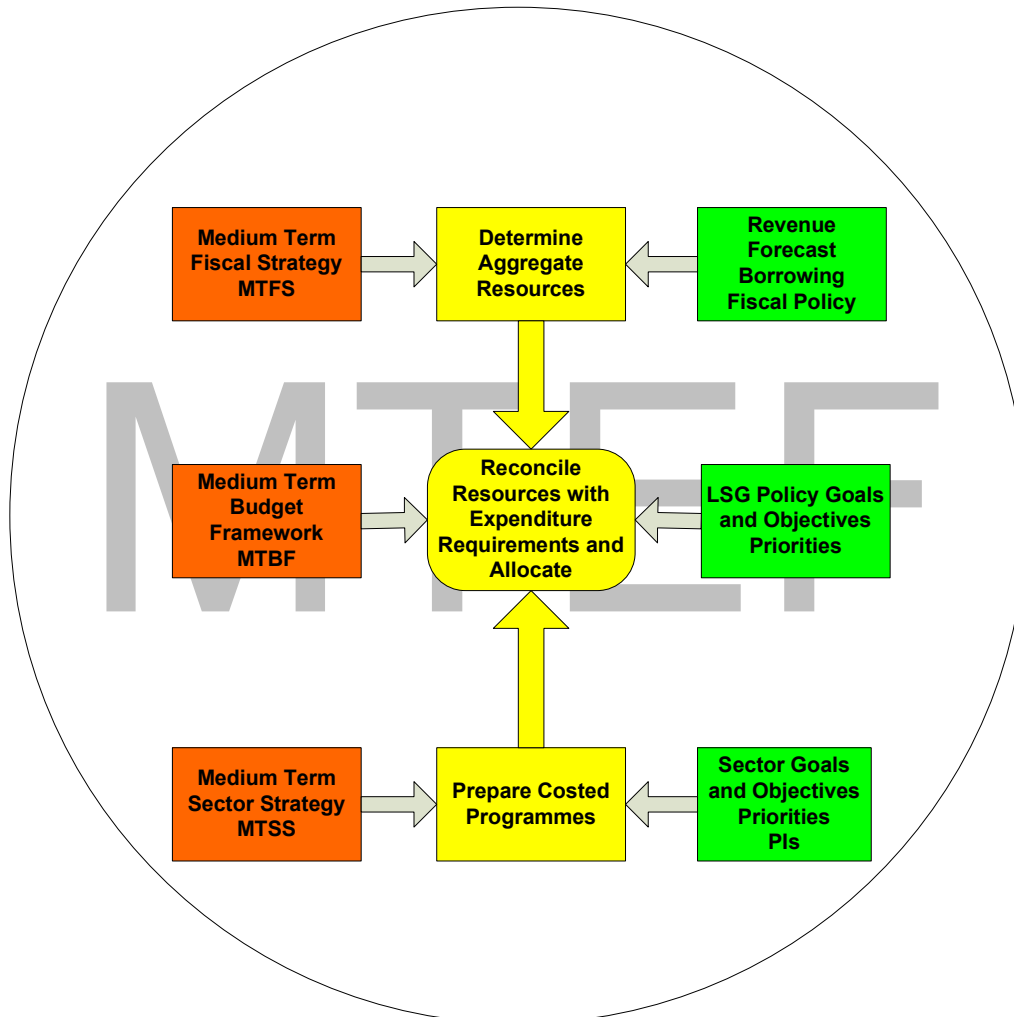 Medium Term
Fiscal Strategy
MTFS
Determine
Aggregate
Resources
Revenue
Forecast
Borrowing
Fiscal Policy
MTEF
Medium Term
Budget
Framework
MTBF
Reconcile
Resources with
Expenditure
Requirements and
Allocate
LSG Policy Goals
and Objectives
Priorities
Medium Term
Sector Strategy
MTSS
Prepare Costed
Programmes
Sector Goals
and Objectives
Priorities
PIs